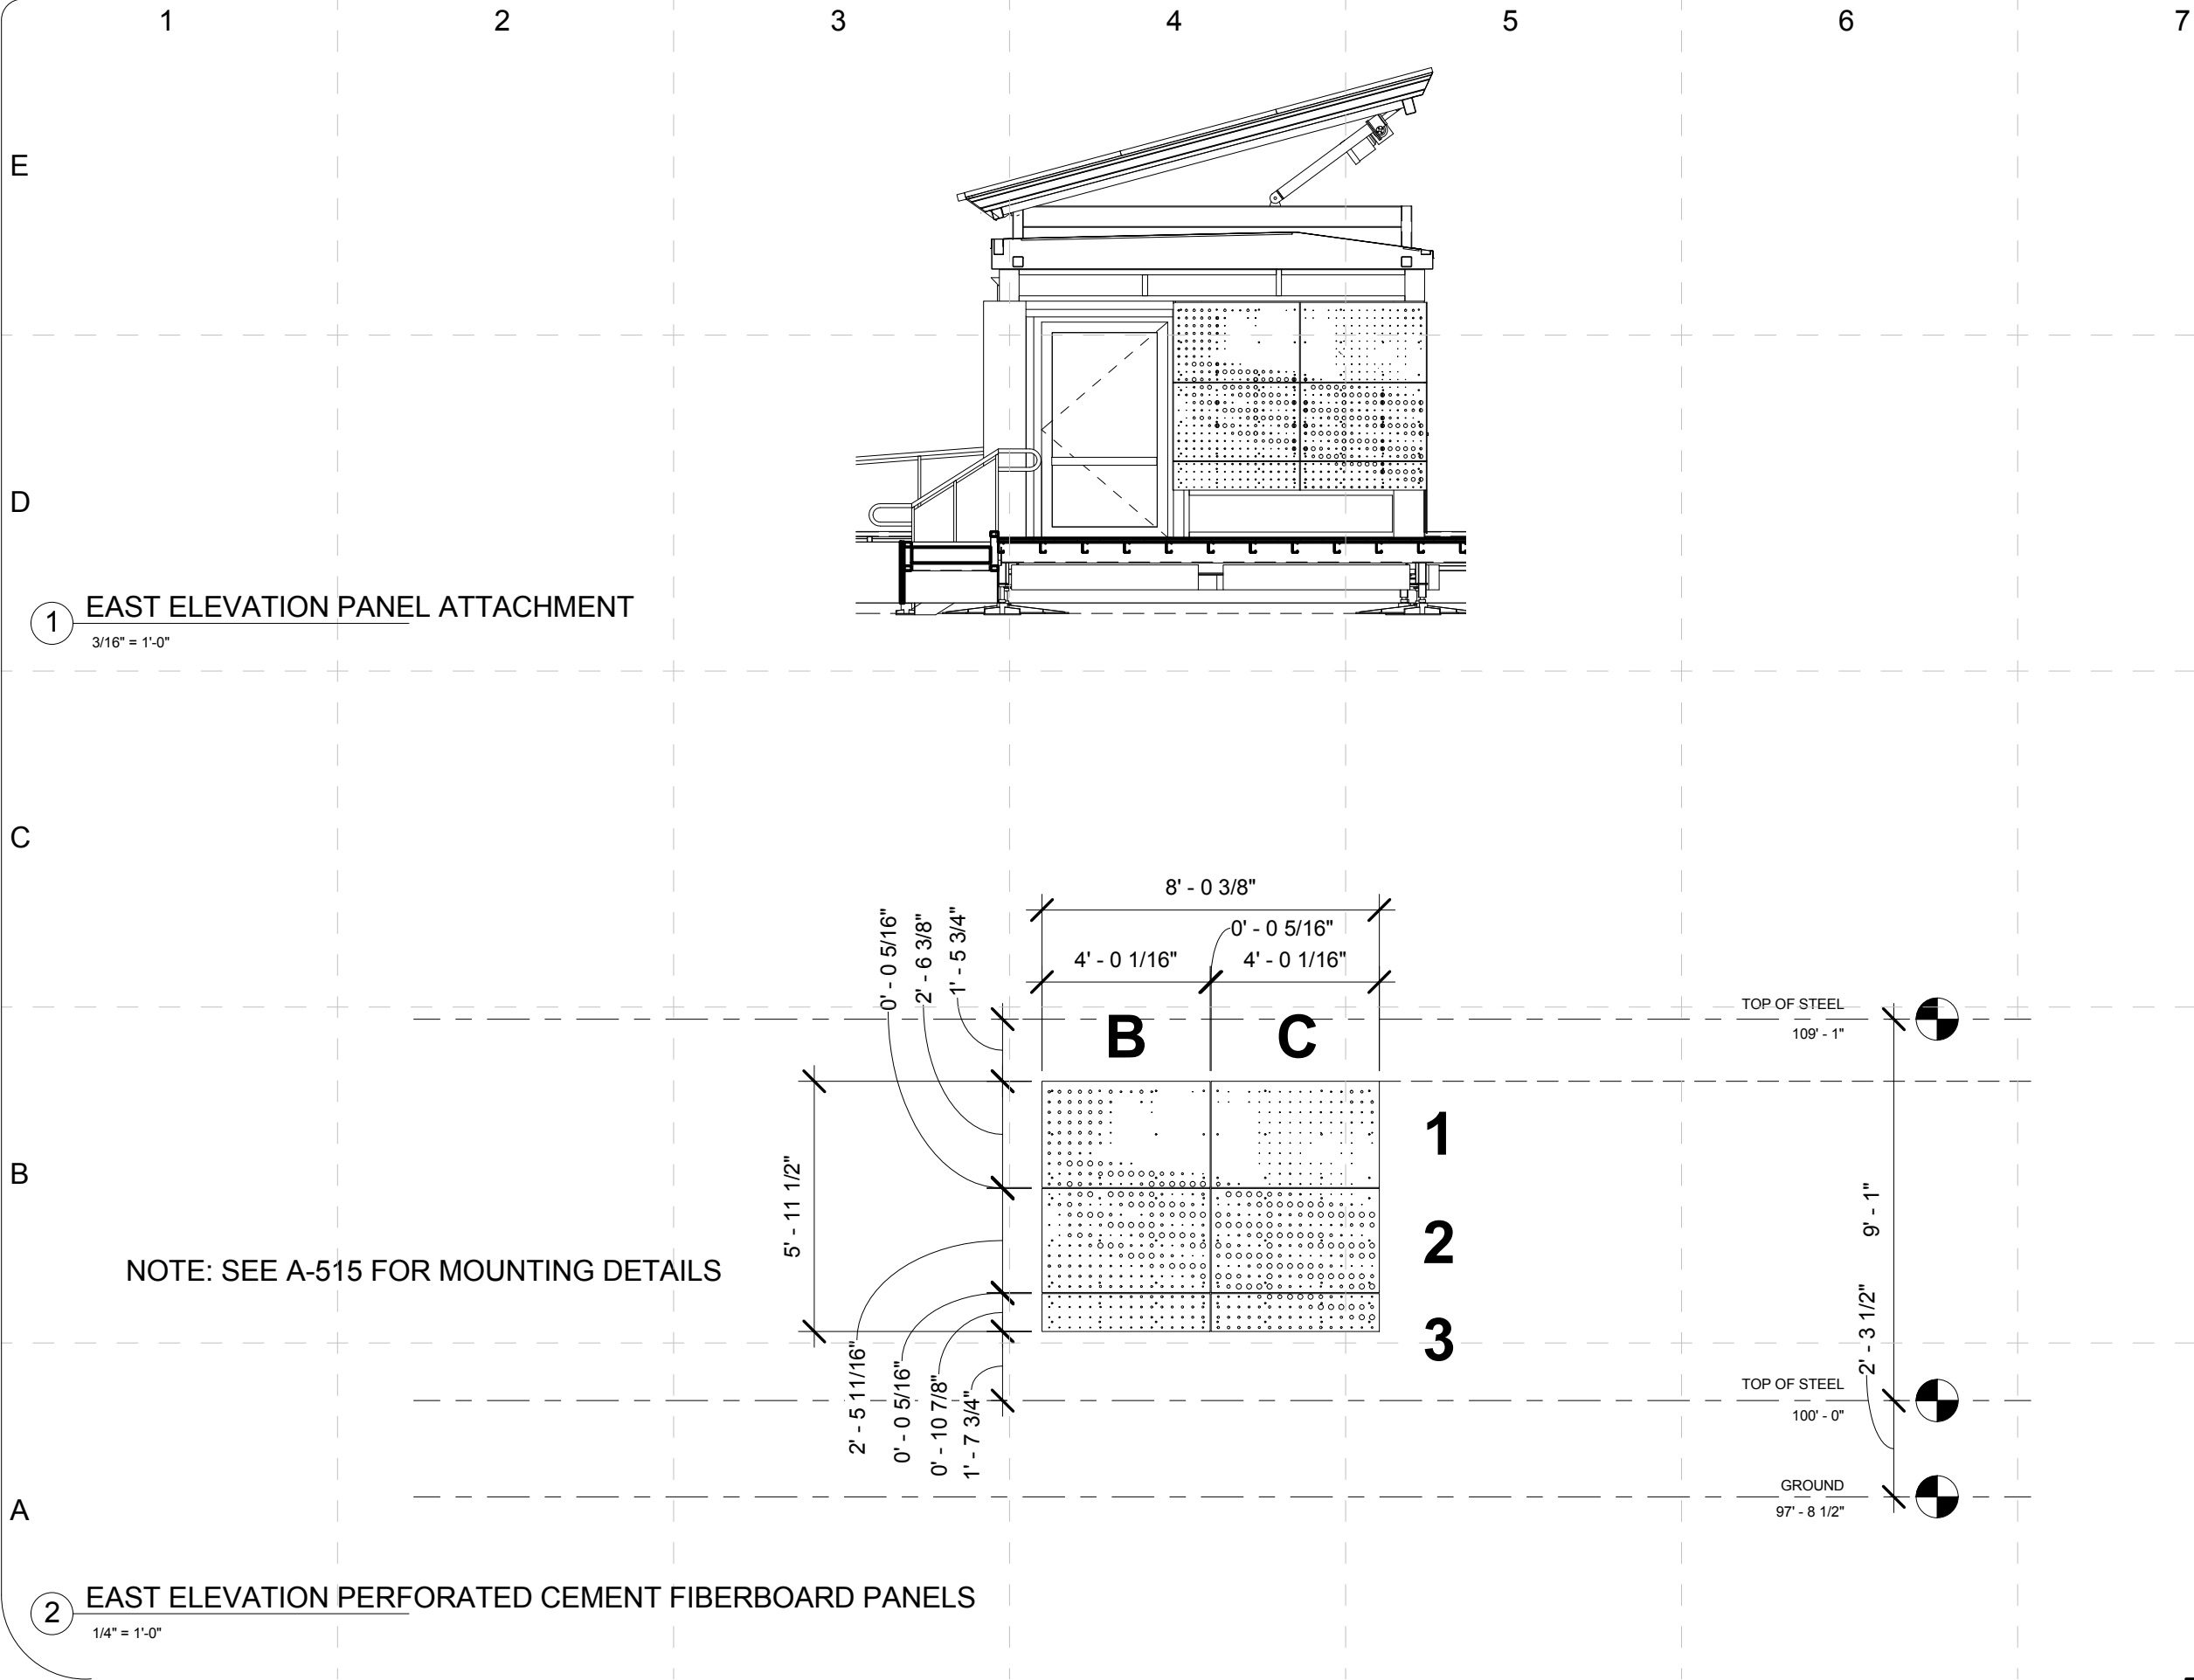 1 2 3 4 5 6 7
E
D
1 EAST ELEVATION PANEL ATTACHMENT
3/16" = 1'-0"
C
8' - 0 3/8"
0' - 0 5/16"
4' - 0 1/16" 4' - 0 1/16"
0' - 0 5/16"
2' - 6 3/8"
1' - 5 3/4"
B C
TOP OF STEEL
109' - 1"
1
B
5' - 11 1/2"
9' - 1"
2
NOTE: SEE A-515 FOR MOUNTING DETAILS
3
2' - 3 1/2"
2' - 5 11/16"
0' - 0 5/16"
0' - 10 7/8"
1' - 7 3/4"
TOP OF STEEL
100' - 0"
GROUND
97' - 8 1/2"
A
2 EAST ELEVATION PERFORATED CEMENT FIBERBOARD PANELS
1/4" = 1'-0"